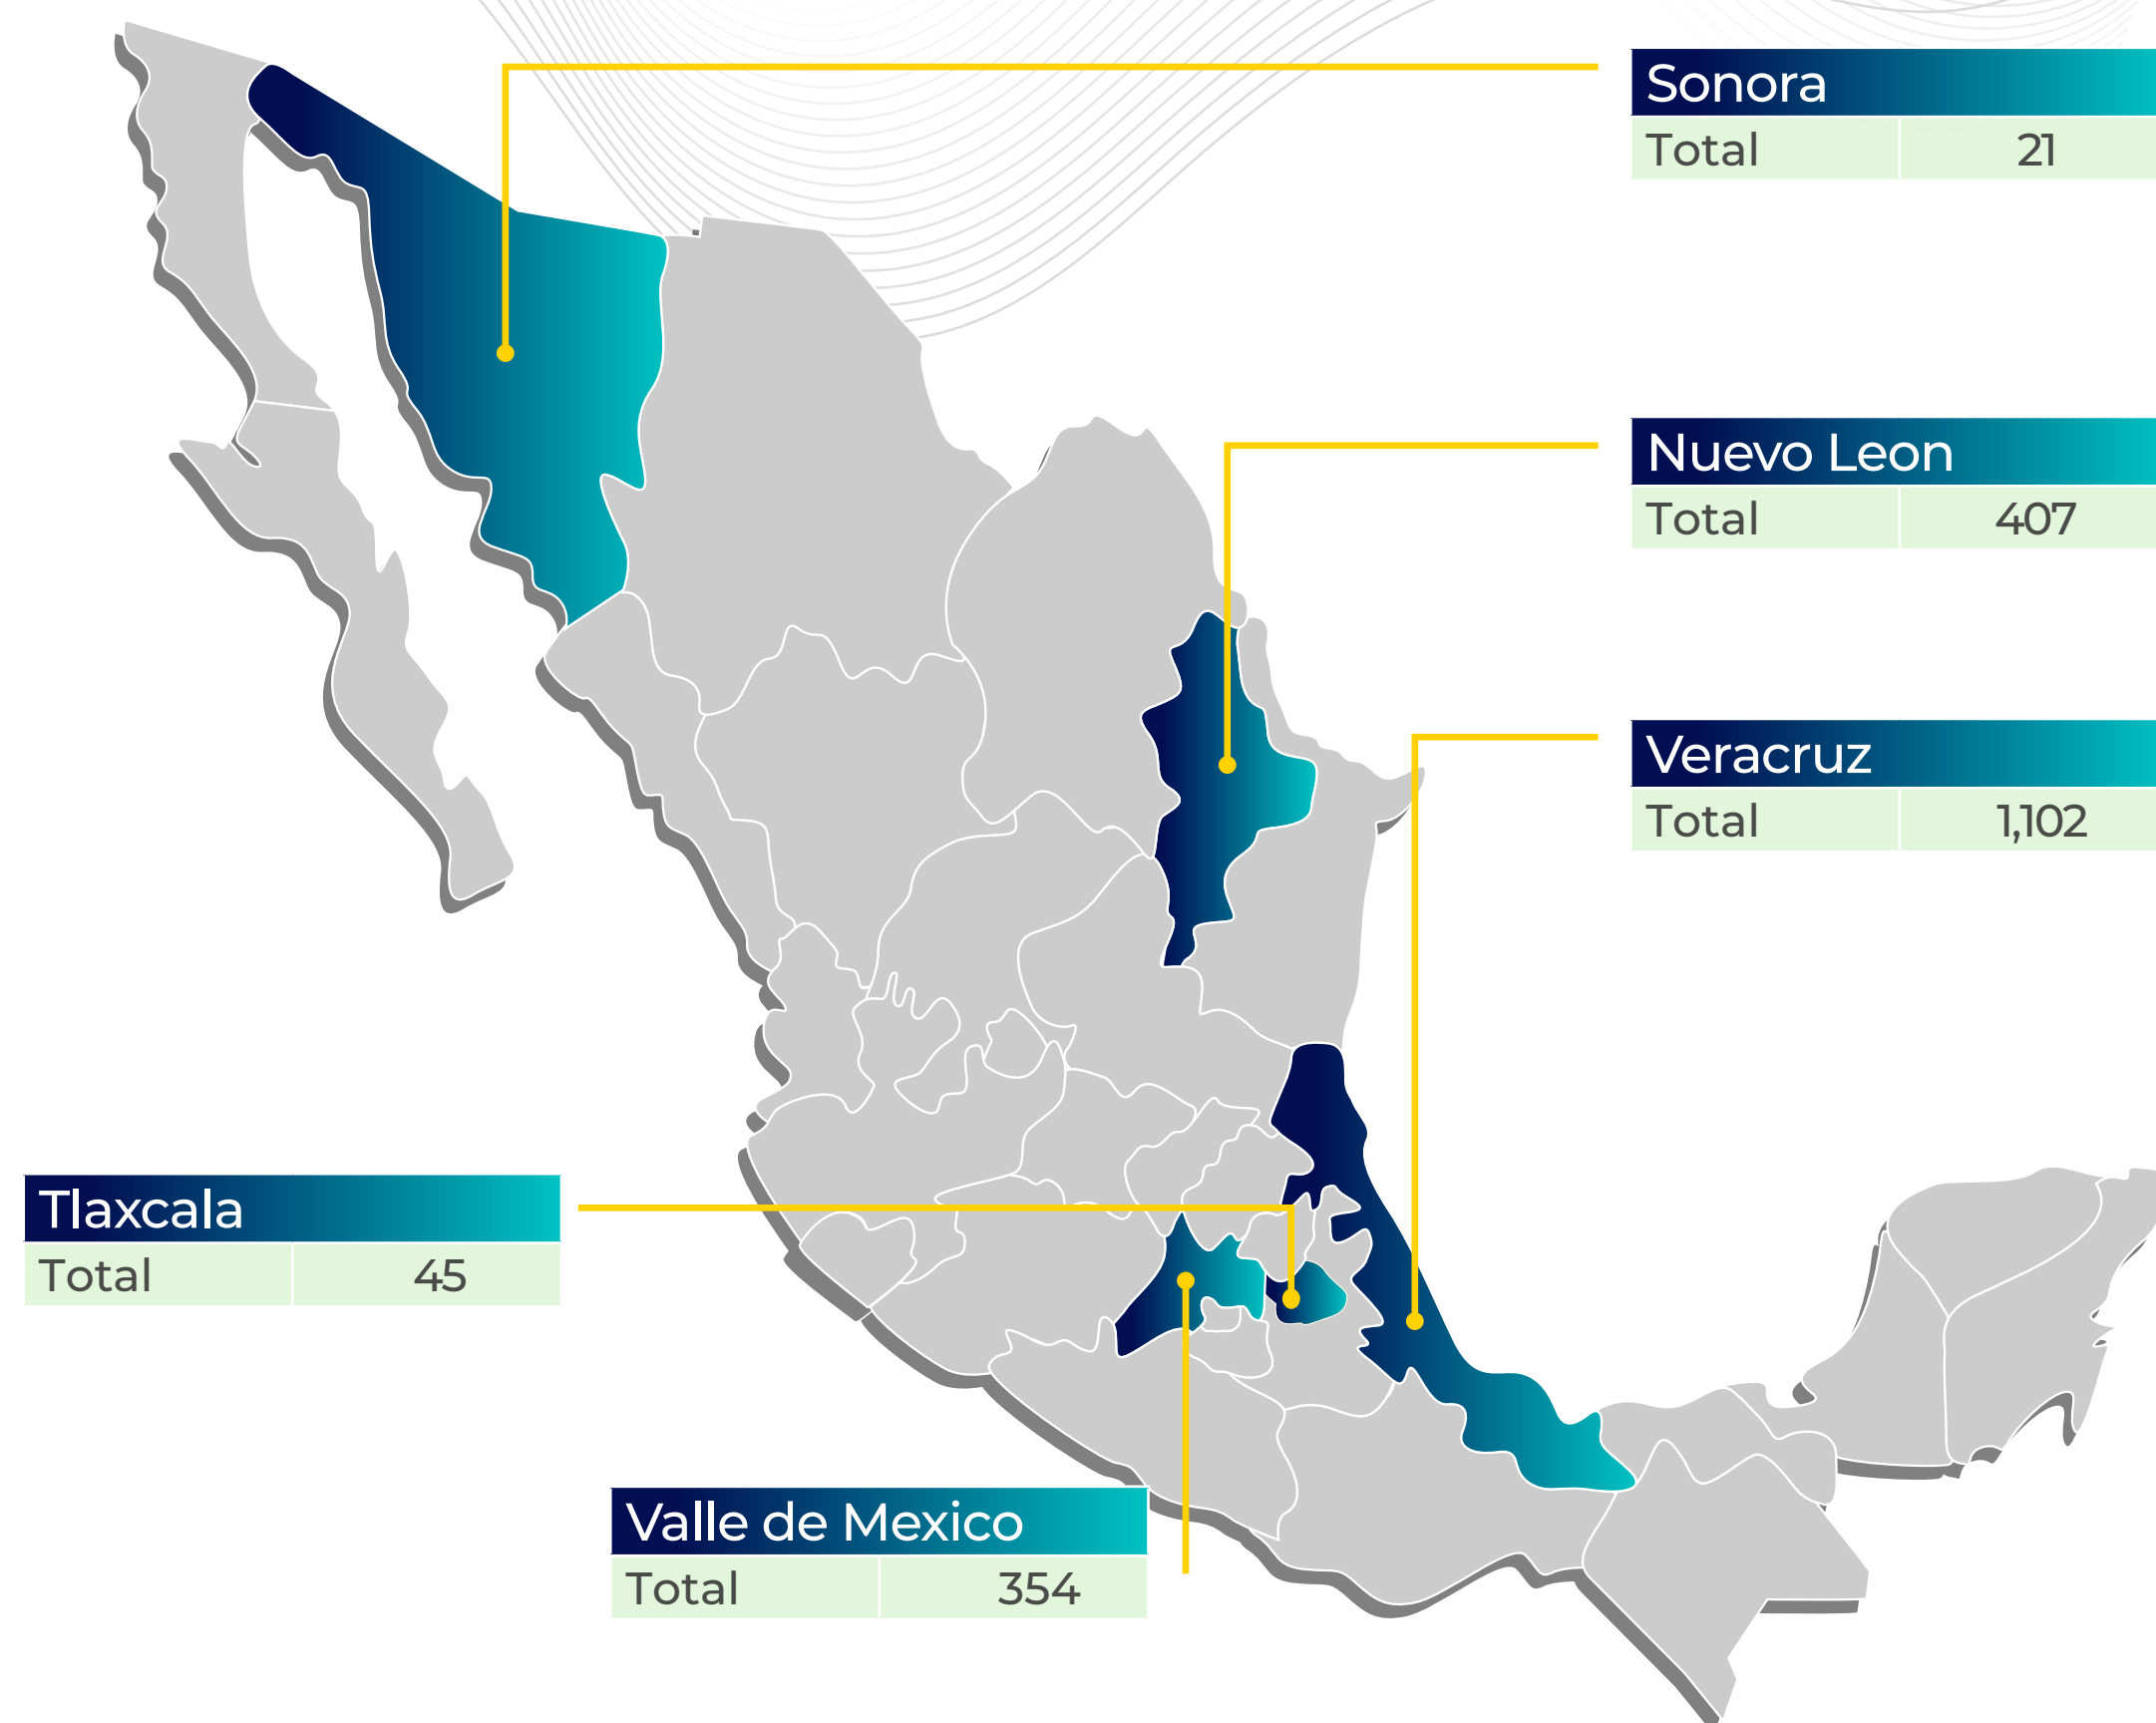 Sonora
Total 21
Nuevo Leon
Total 407
Veracruz
Total 1,102
Tlaxcala
Total 45
Valle de Mexico
Total 354